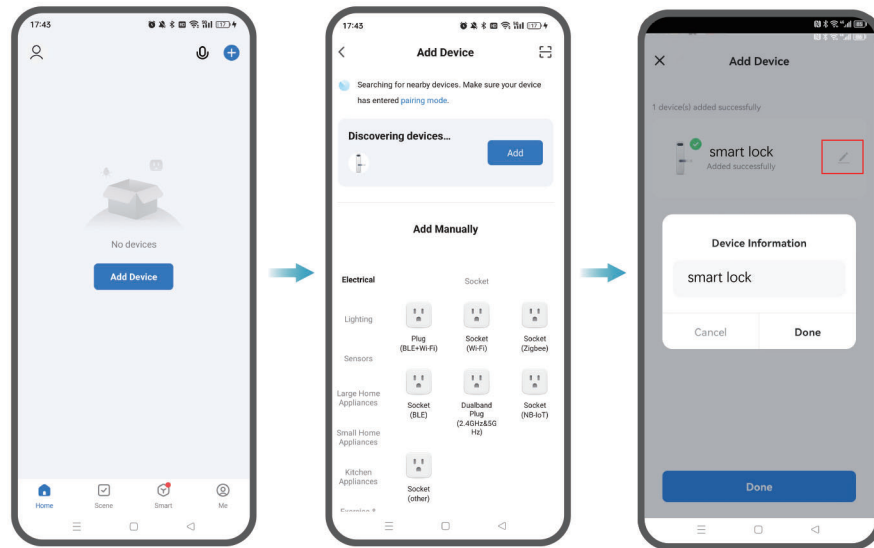 17:43
17
No devices
Add Device
Home
Scene
Smart
Me
17:43
17
Add Device
Searching for nearby devices. Make sure your device
has entered pairing mode.
Discovering devices...
Add
Add Manually
Electrical
Socket
Lighting
Plug
(BLE+Wi-Fi)
Socket
(Wi-Fi)
Socket
(Zigbee)
Sensors
Large Home
Appliances
Socket
(BLE)
Dualband
Plug
(2.4GHz&5G
Hz)
Socket
(NB-IoT)
Small Home
Appliances
Kitchen
Appliances
Socket
(other)
Add Device
1 device(s) added successfully
smart lock
Added successfully
Device Information
smart lock
Cancel
Done
Done